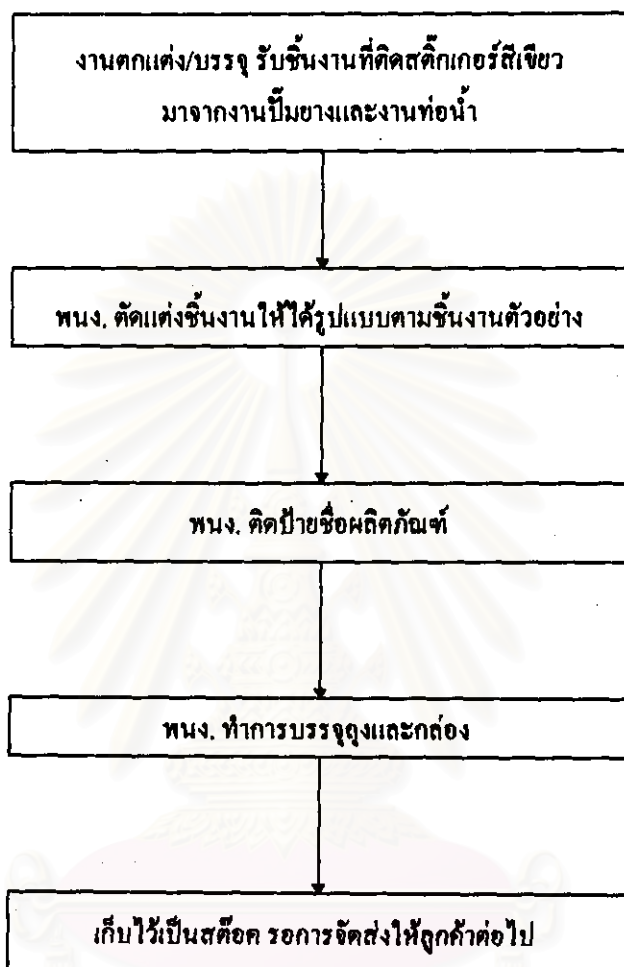 งานตกแต่ง/บรรจุ รับชิ้นงานที่ติดสติ๊กเกอร์สีเขียว
มาจากงานปั๊มยางและงานท่อน้ำ
พนง. ตัดแต่งชิ้นงานให้ได้รูปแบบตามชิ้นงานตัวอย่าง
พนง. ติดป้ายชื่อผลิตภัณฑ์
พนง. ทำการบรรจุถุงและกล่อง
เก็บไว้เป็นสต๊อค รอการจัดส่งให้ลูกค้าต่อไป